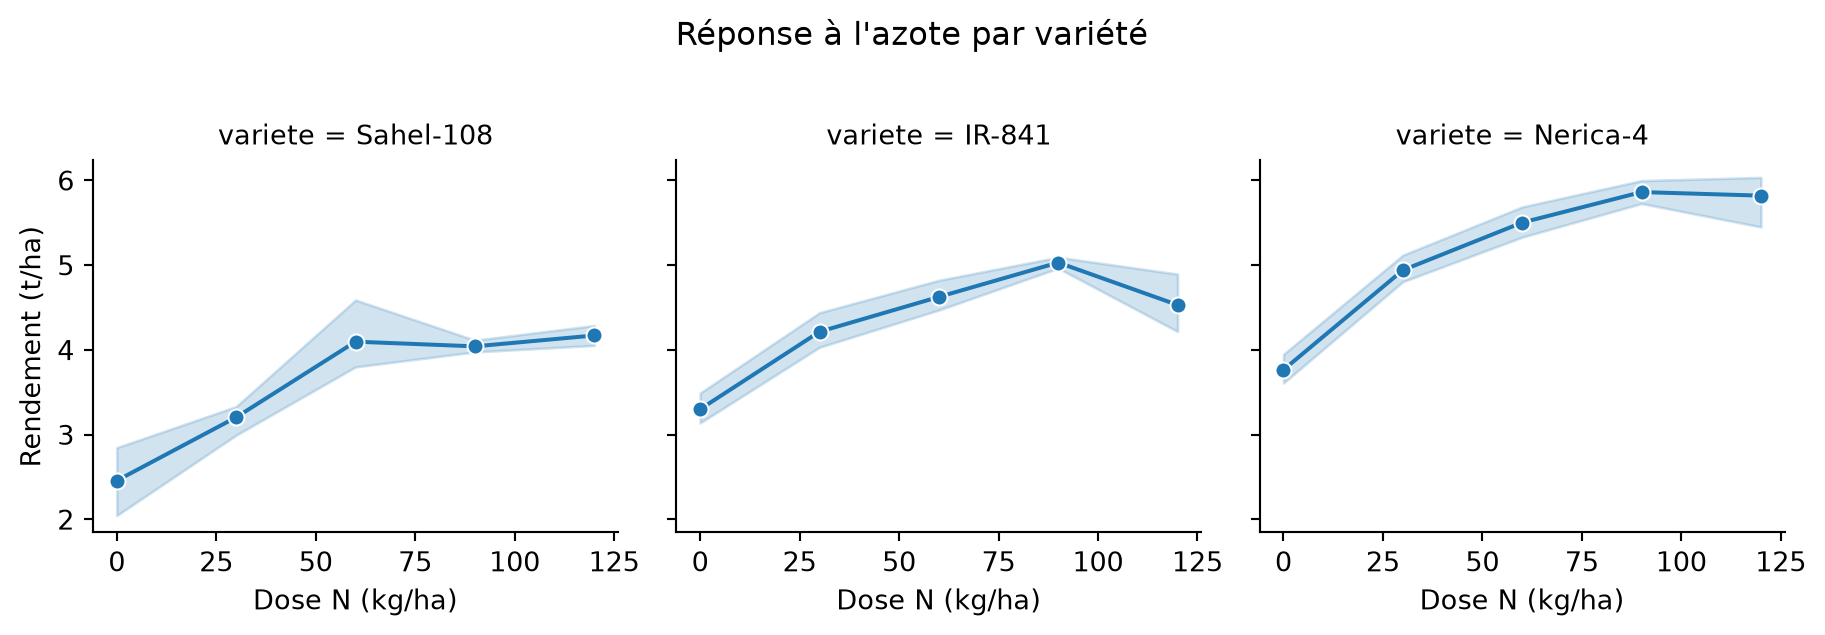 Réponse à l'azote par variété
variete = Sahel-108
variete = IR-841
variete = Nerica-4
Rendement (t/ha)
6
5
4
3
2
0 25 50 75 100 125
0 25 50 75 100 125
0 25 50 75 100 125
Dose N (kg/ha)
Dose N (kg/ha)
Dose N (kg/ha)